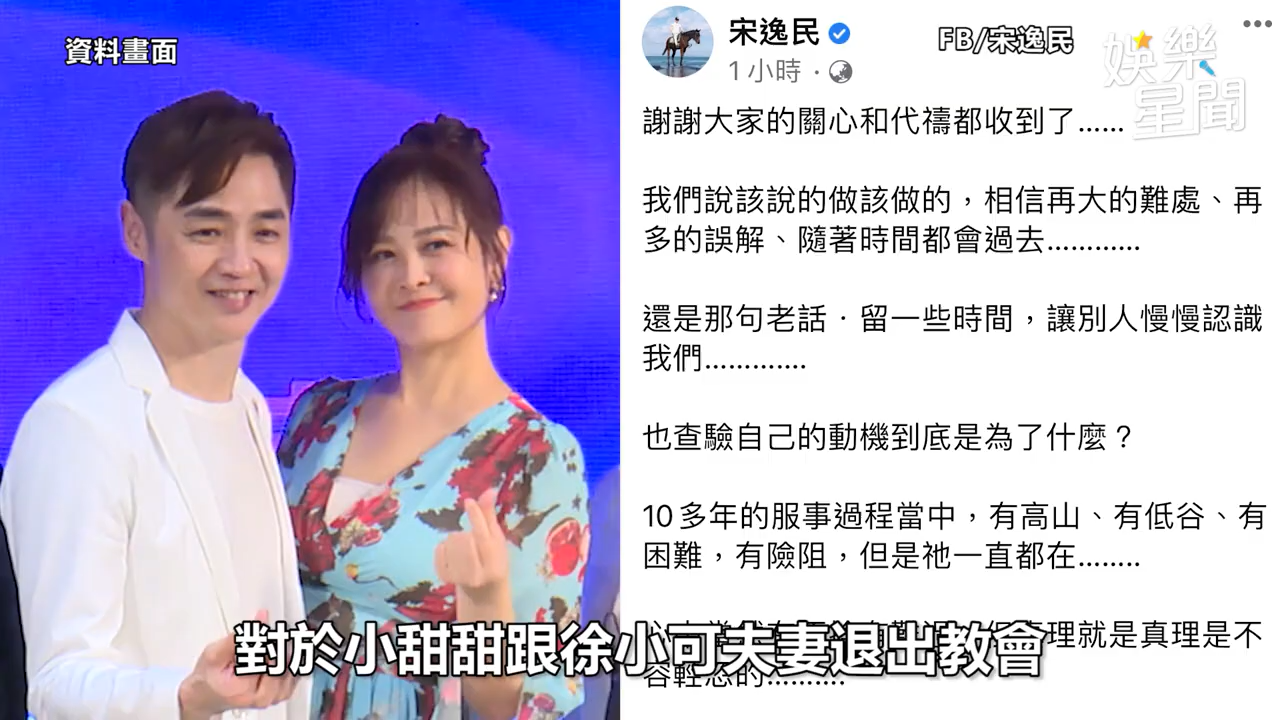 資料畫面
宋逸民
FB/宋逸民
娛樂
星聞
1小時 ·
謝謝大家的關心和代禱都收到了......
我們說該說的做該做的，相信再大的難處、再
多的誤解、隨著時間都會過去............
還是那句老話．留一些時間，讓別人慢慢認識
我們.............
也查驗自己的動機到底是為了什麼？
10多年的服事過程當中，有高山、有低谷、有
困難，有險阻，但是祂一直都在........
理就是真理是不
對於小甜甜跟徐小可夫妻退出教會